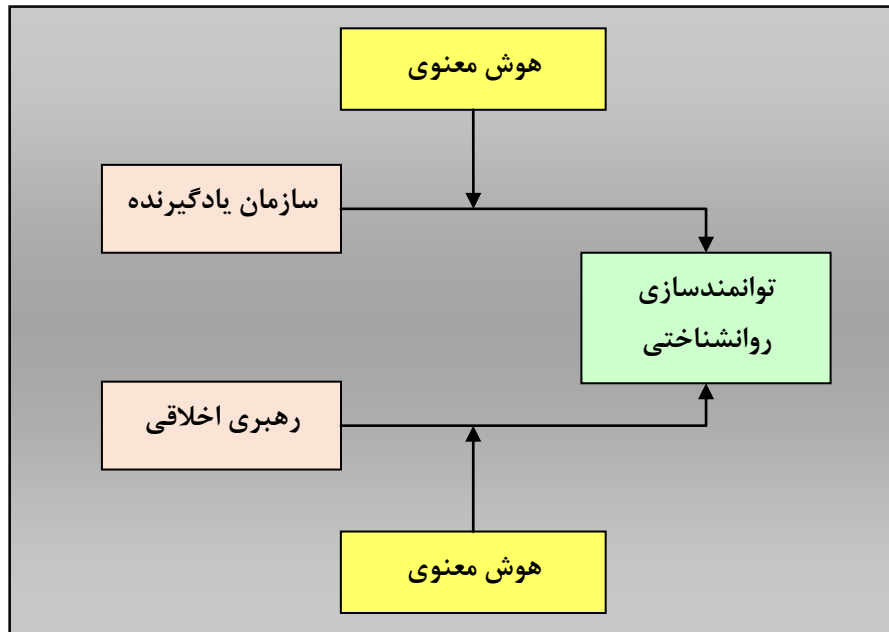 هوش معنوی
سازمان یادگیرنده
توانمندسازی
روانشناختی
رهبری اخلاقی
هوش معنوی